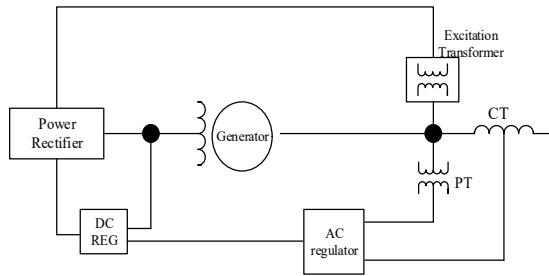 Excitation
Transformer
CT
Power
Rectifier
Generator
PT
DC
REG
AC
regulator